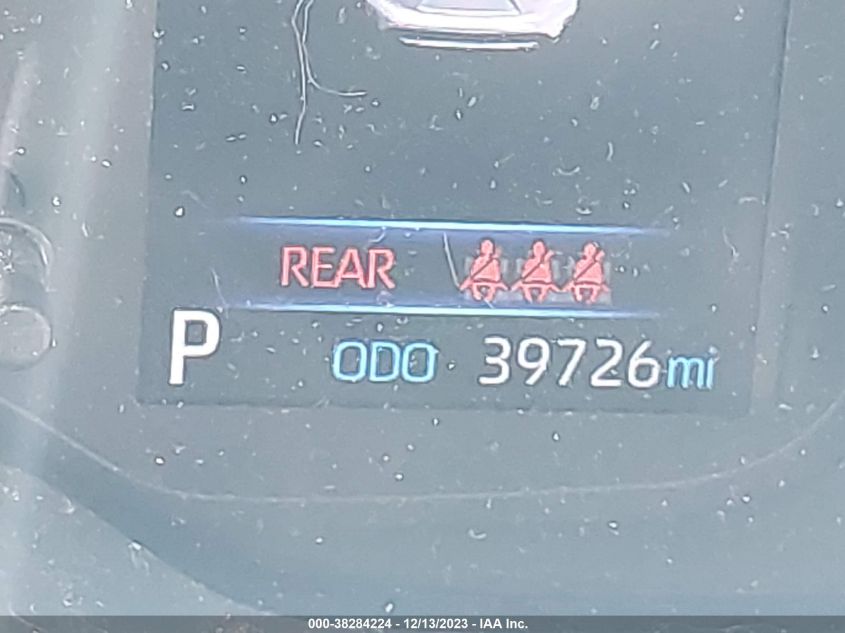 REAR
P ODO 39726mi
000-38284224 - 12/13/2023 - IAA Inc.